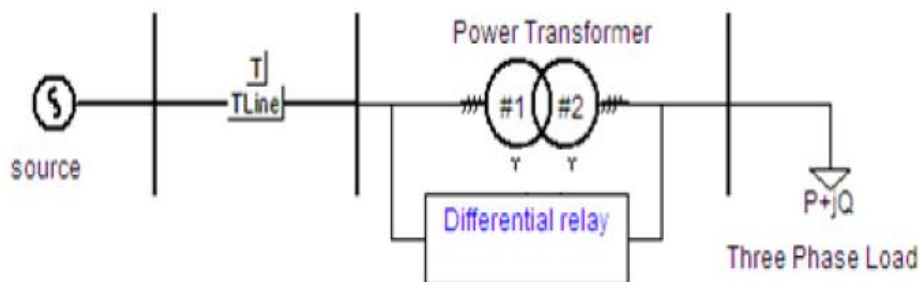 Power Transformer
T
TLine
#1
#2
source
Y
Y
Differential relay
P+jQ
Three Phase Load